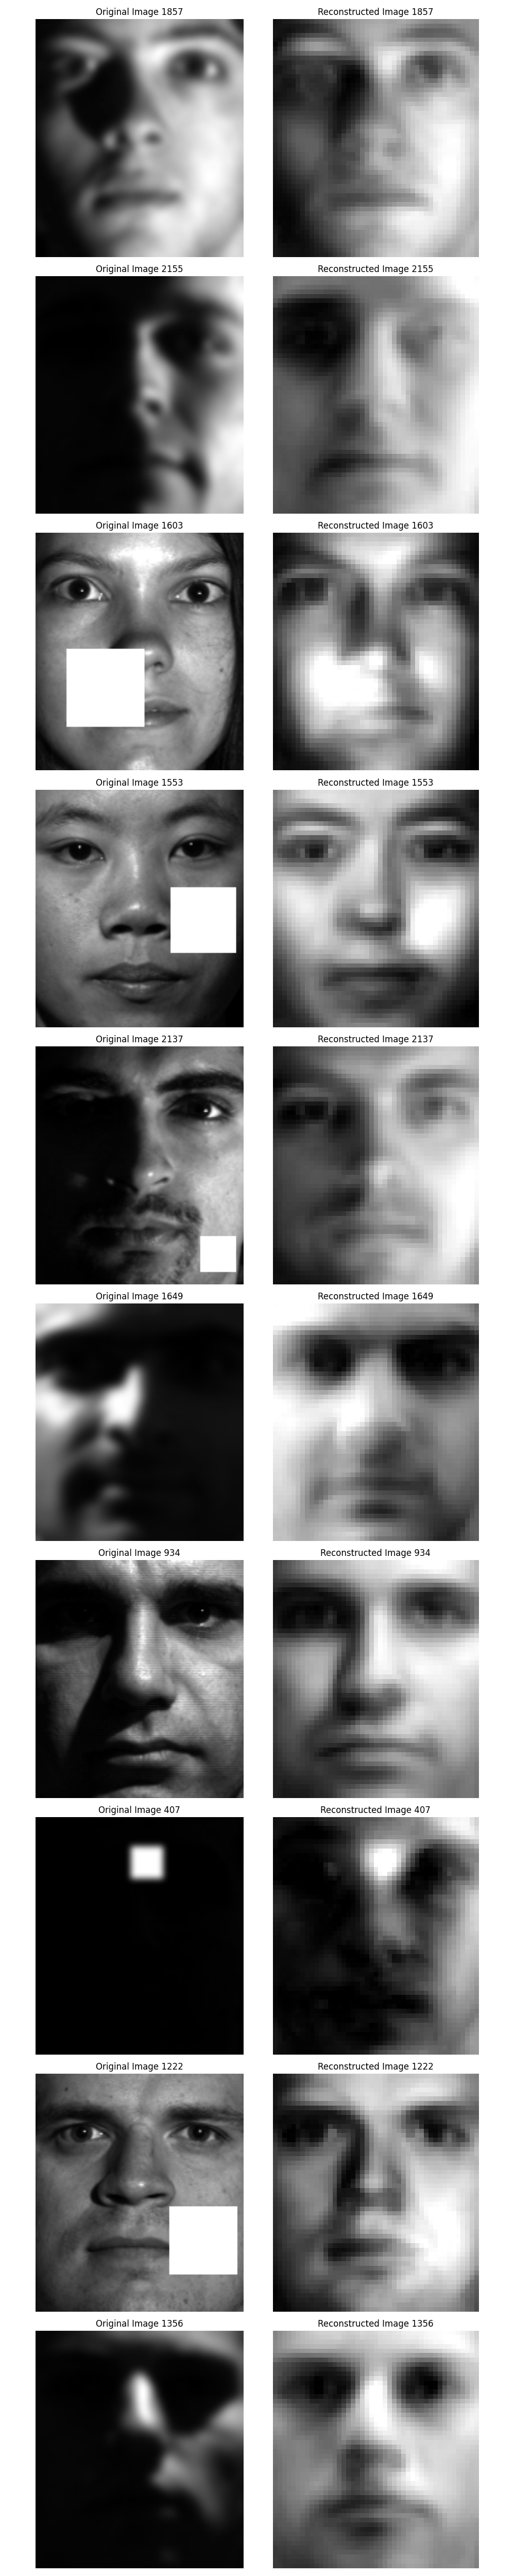 Original Image 1857
Reconstructed Image 1857
Original Image 2155
Reconstructed Image 2155
Original Image 1603
Reconstructed Image 1603
Original Image 1553
Reconstructed Image 1553
Original Image 2137
Reconstructed Image 2137
Original Image 1649
Reconstructed Image 1649
Original Image 934
Reconstructed Image 934
Original Image 407
Reconstructed Image 407
Original Image 1222
Reconstructed Image 1222
Original Image 1356
Reconstructed Image 1356